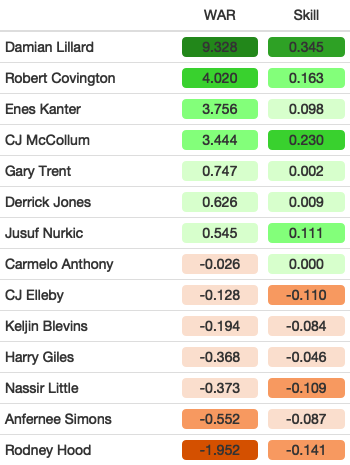 WAR Skill
Damian Lillard 9.328 0.345
Robert Covington 4.020 0.163
Enes Kanter 3.756 0.098
CJ McCollum 3.444 0.230
Gary Trent 0.747 0.002
Derrick Jones 0.626 0.009
Jusuf Nurkic 0.545 0.111
Carmelo Anthony -0.026 0.000
CJ Elleby -0.128 -0.110
Keljin Blevins -0.194 -0.084
Harry Giles -0.368 -0.046
Nassir Little -0.373 -0.109
Anfernee Simons -0.552 -0.087
Rodney Hood -1.952 -0.141